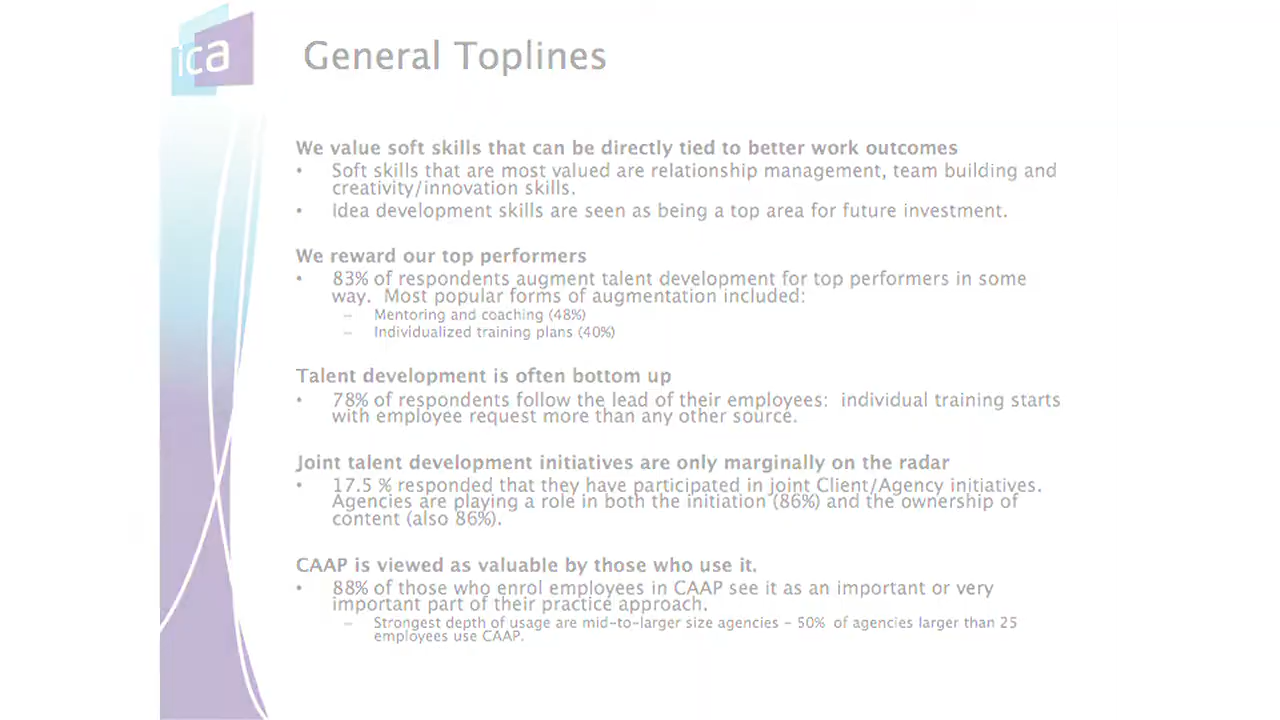 ica
General Toplines
We value soft skills that can be directly tied to better work outcomes
• Soft skills that are most valued are relationship management, team building and
creativity/innovation skills.
• Idea development skills are seen as being a top area for future investment.
We reward our top performers
• 83% of respondents augment talent development for top performers in some
way.  Most popular forms of augmentation included:
– Mentoring and coaching (48%)
– Individualized training plans (40%)
Talent development is often bottom up
• 78% of respondents follow the lead of their employees:  individual training starts
with employee request more than any other source.
Joint talent development initiatives are only marginally on the radar
• 17.5 % responded that they have participated in joint Client/Agency initiatives.
Agencies are playing a role in both the initiation (86%) and the ownership of
content (also 86%).
CAAP is viewed as valuable by those who use it.
• 88% of those who enrol employees in CAAP see it as an important or very
important part of their practice approach.
– Strongest depth of usage are mid-to-larger size agencies – 50%  of agencies larger than 25
employees use CAAP.